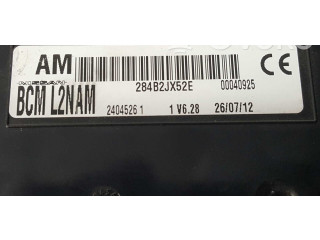 AM
284B2JX52E 00040925
CE
BCM L2NAM
2404526 1 1 V6.28 26/07/12